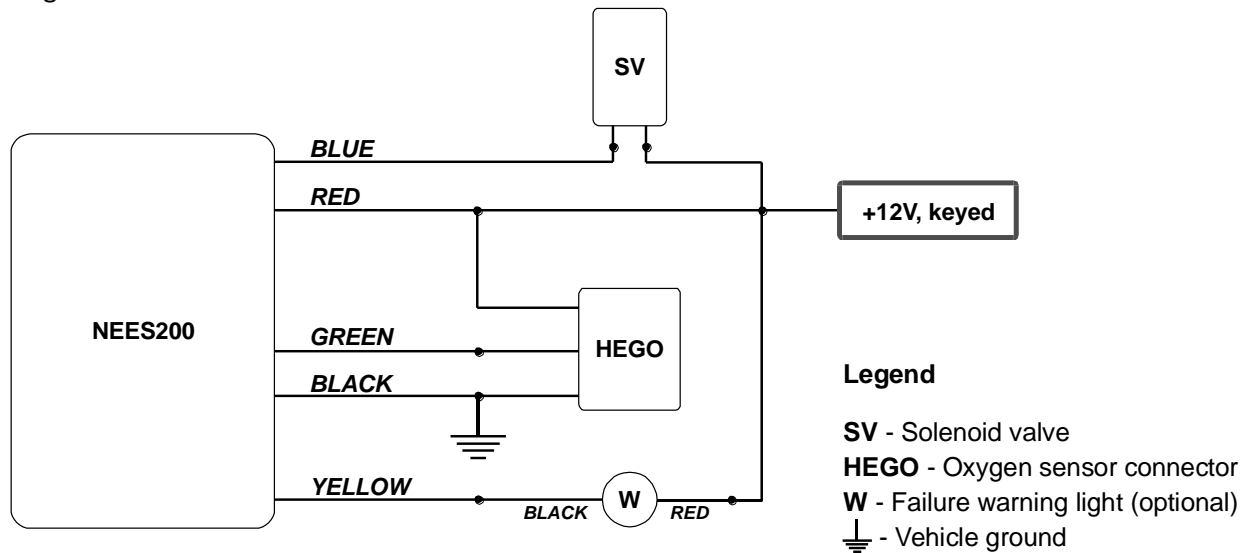 SV
BLUE
RED
+12V, keyed
NEES200
GREEN
HEGO
BLACK
YELLOW
BLACK
W
RED
Legend
SV - Solenoid valve
HEGO - Oxygen sensor connector
W - Failure warning light (optional)
- Vehicle ground